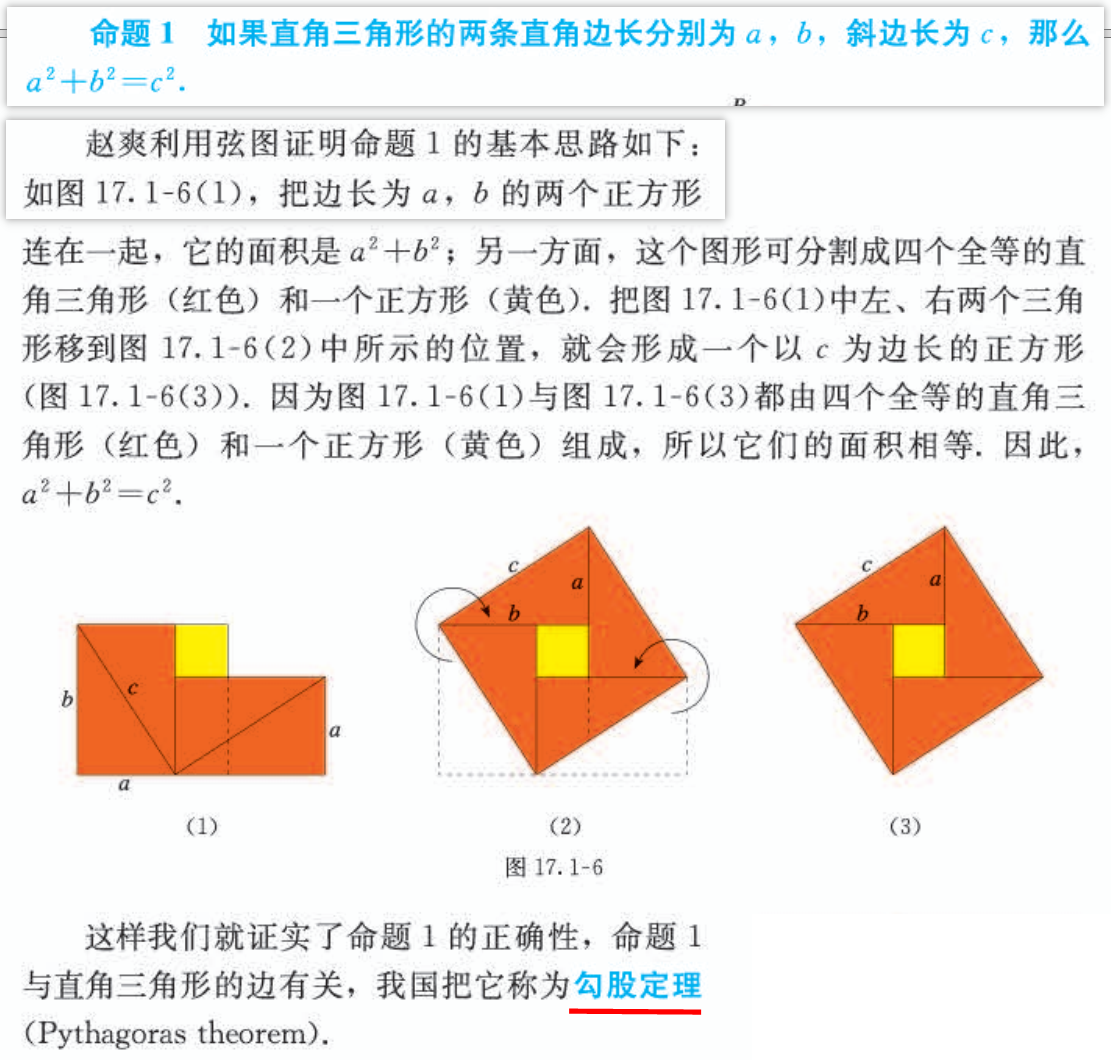 命题1 如果直角三角形的两条直角边长分别为 a，b，斜边长为 c，那么
a²＋b²＝c².
赵爽利用弦图证明命题 1 的基本思路如下：
如图 17.1-6(1)，把边长为 a，b 的两个正方形
连在一起，它的面积是 a²＋b²；另一方面，这个图形可分割成四个全等的直
角三角形（红色）和一个正方形（黄色）. 把图 17.1-6(1)中左、右两个三角
形移到图 17.1-6(2)中所示的位置，就会形成一个以 c 为边长的正方形
(图 17.1-6(3)). 因为图 17.1-6(1)与图 17.1-6(3)都由四个全等的直角三
角形（红色）和一个正方形（黄色）组成，所以它们的面积相等. 因此，
a²＋b²＝c².
b
c
a
a
(1)
c
a
b
(2)
c
a
b
(3)
图 17.1-6
这样我们就证实了命题 1 的正确性，命题 1
与直角三角形的边有关，我国把它称为勾股定理
(Pythagoras theorem).